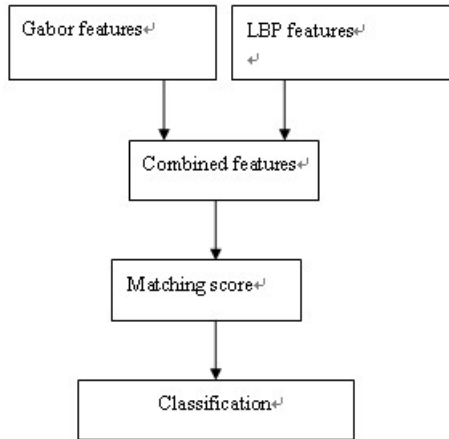 Gabor features↵
LBP features↵
↵
Combined features↵
Matching score↵
Classification↵